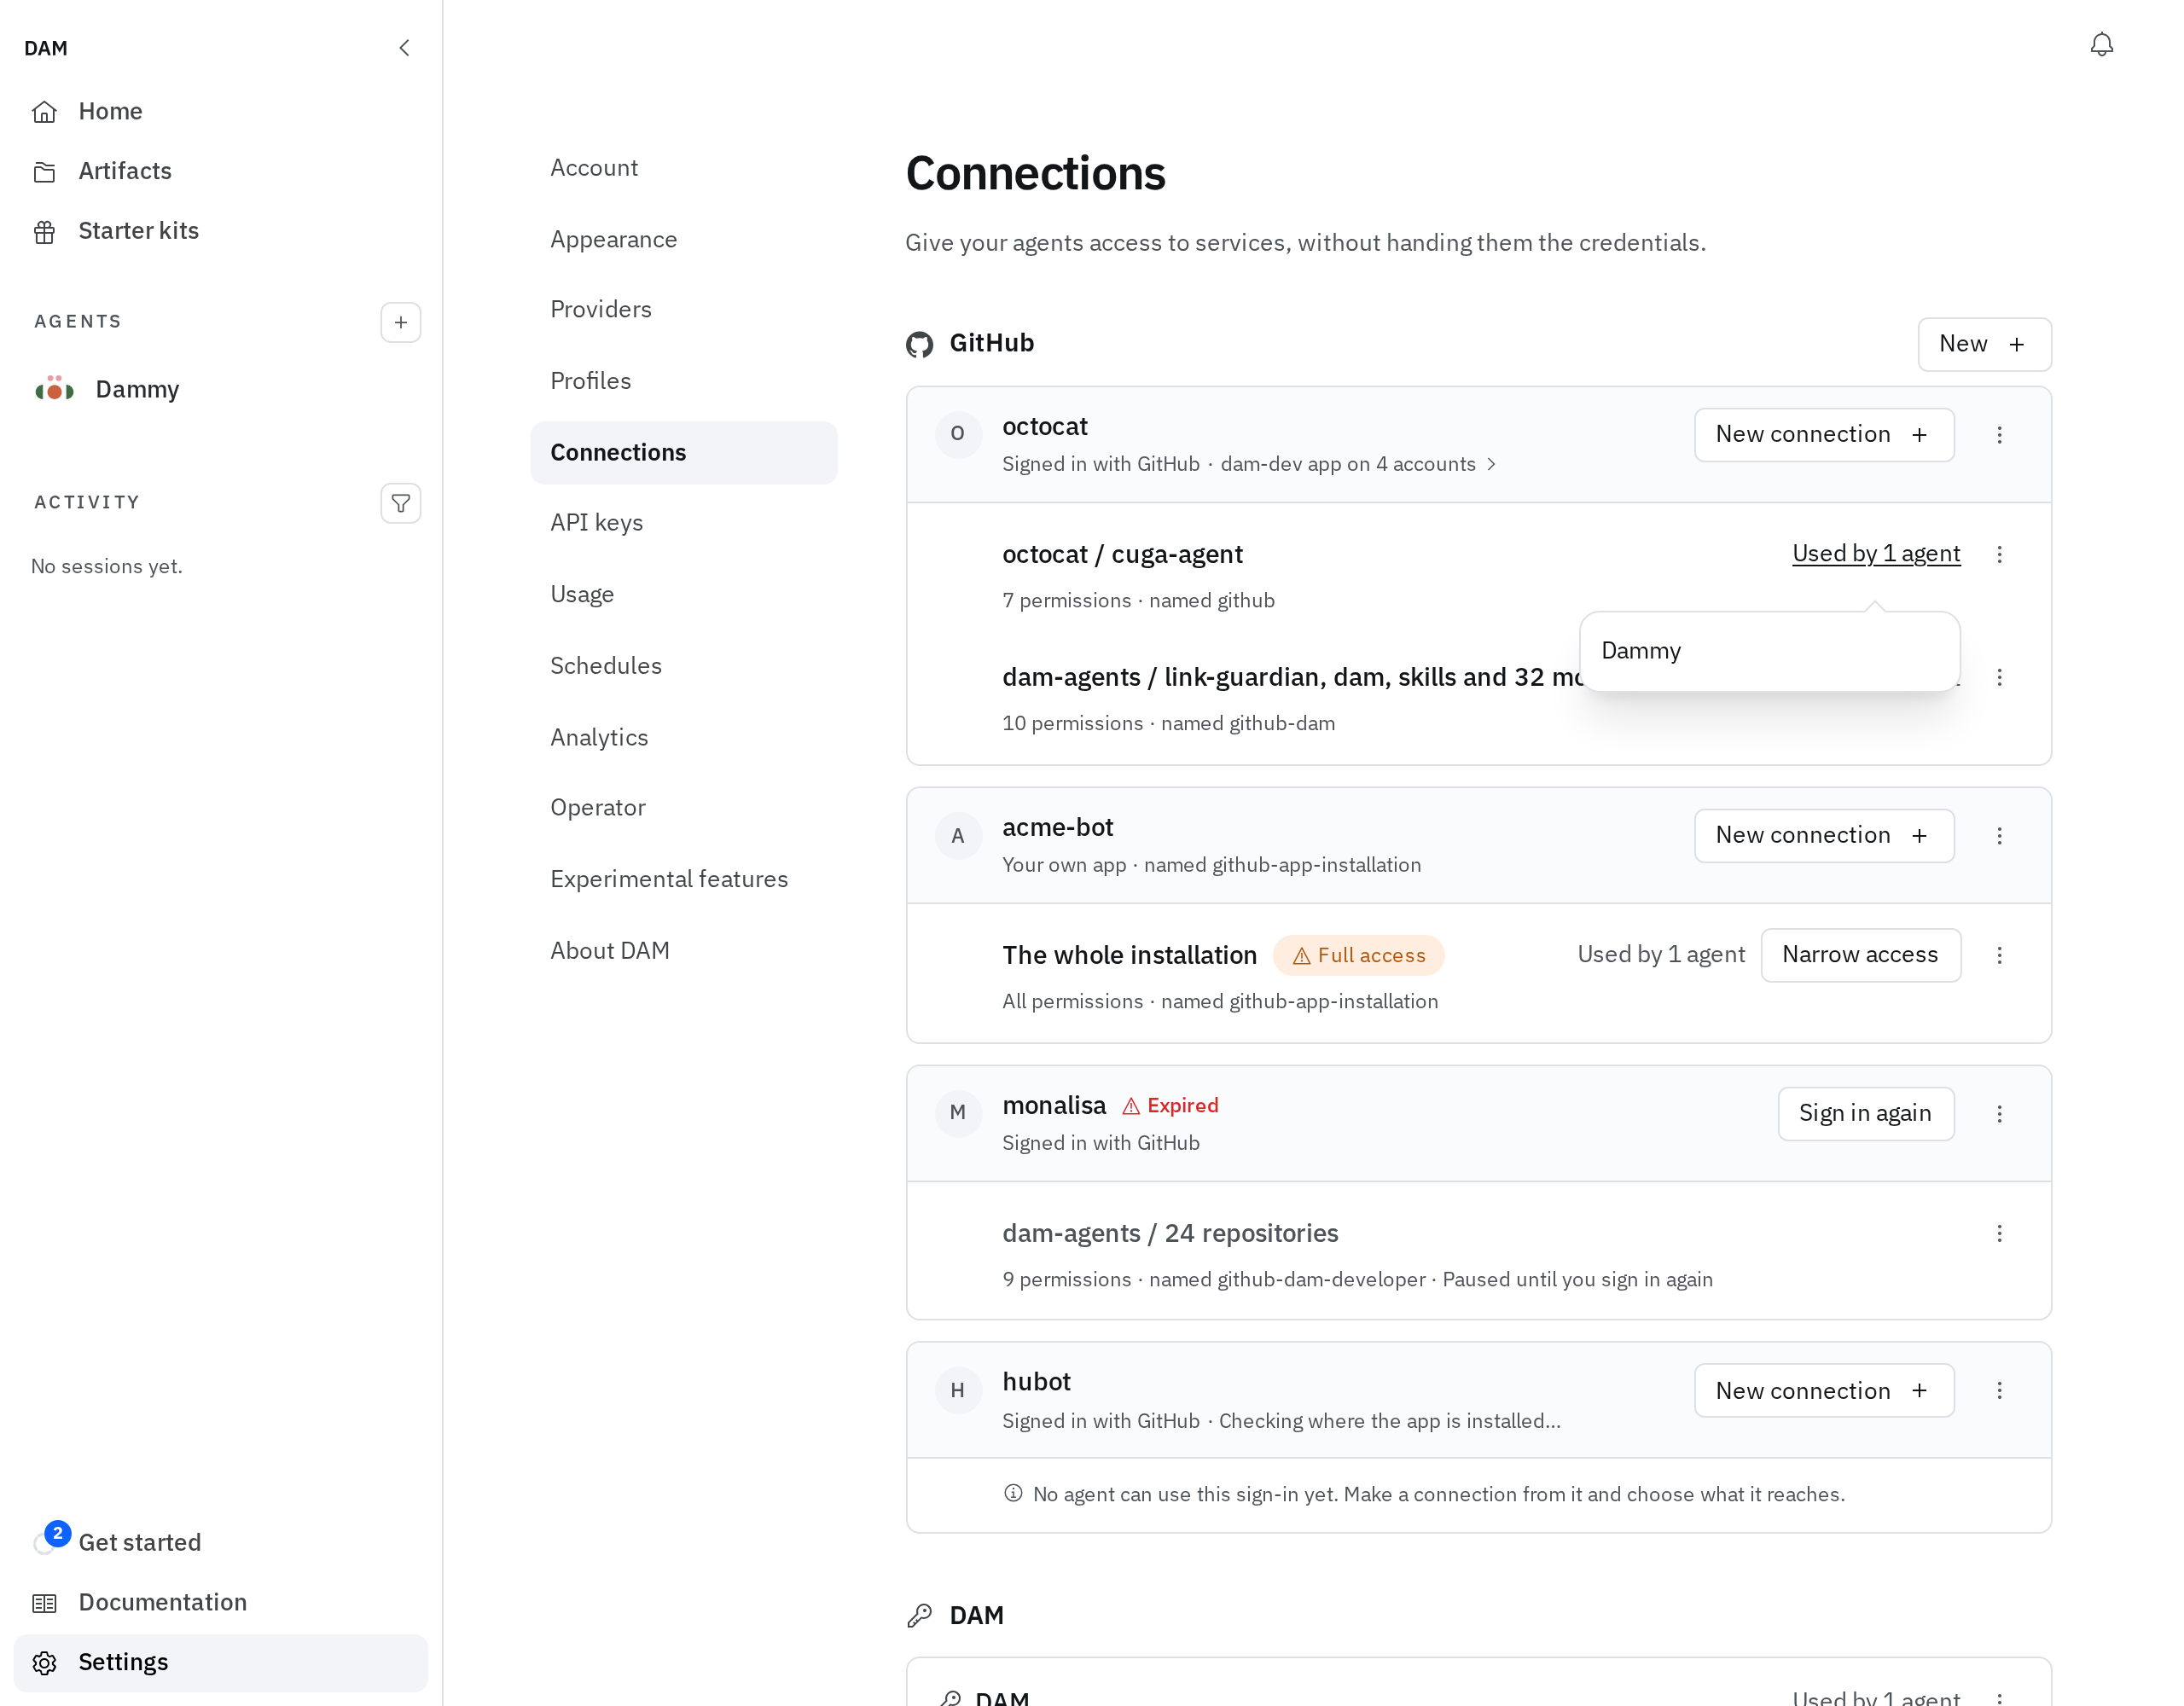 DAM
Home
Artifacts
Starter kits
AGENTS
Dammy
ACTIVITY
No sessions yet.
2
Get started
Documentation
Settings
Account
Appearance
Providers
Profiles
Connections
API keys
Usage
Schedules
Analytics
Operator
Experimental features
About DAM
Connections
Give your agents access to services, without handing them the credentials.
GitHub
New
O
octocat
Signed in with GitHub · dam-dev app on 4 accounts
New connection
octocat / cuga-agent
Used by 1 agent
7 permissions · named github
Dammy
dam-agents / link-guardian, dam, skills and 32
10 permissions · named github-dam
A
acme-bot
Your own app · named github-app-installation
New connection
The whole installation
Full access
Used by 1 agent
Narrow access
All permissions · named github-app-installation
M
monalisa
Expired
Signed in with GitHub
Sign in again
dam-agents / 24 repositories
9 permissions · named github-dam-developer · Paused until you sign in again
H
hubot
Signed in with GitHub · Checking where the app is installed...
New connection
No agent can use this sign-in yet. Make a connection from it and choose what it reaches.
DAM
DAM
Used by 1 agent